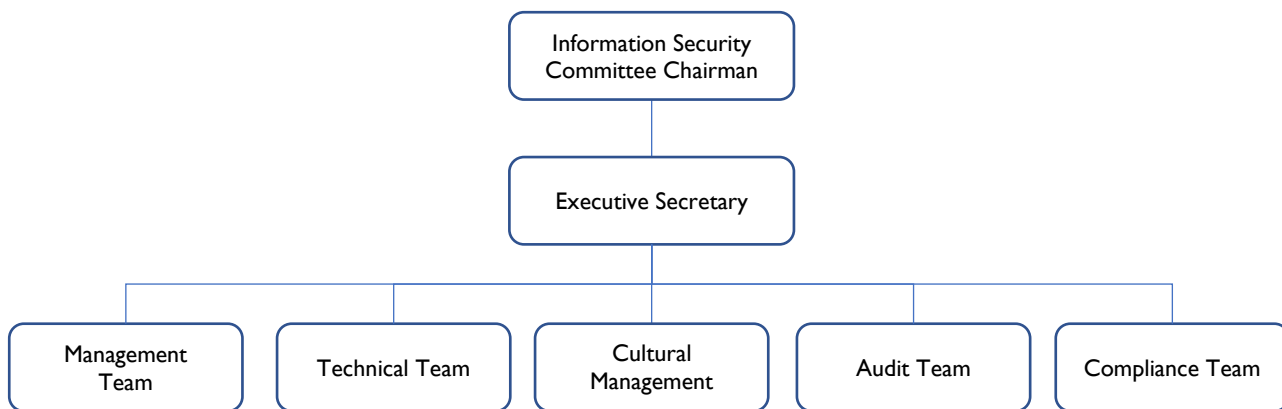 Information Security
Committee Chairman
Executive Secretary
Management
Team
Technical Team
Cultural
Management
Audit Team
Compliance Team